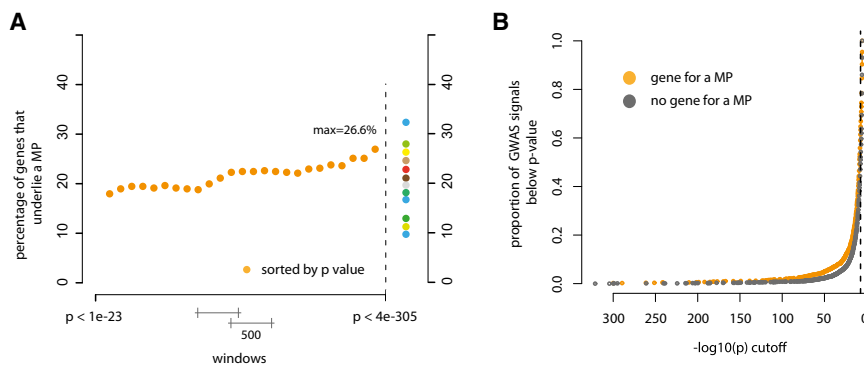 A
percentage of genes that
underlie a MP
0
10
20
30
40
max=26.6%
sorted by p value
0
10
20
30
40
p < 1e-23
p < 4e-305
500
windows
B
proportion of GWAS signals
below p-value
0.0
0.2
0.4
0.6
0.8
1.0
gene for a MP
no gene for a MP
300
250
200
150
100
50
0
-log10(p) cutoff